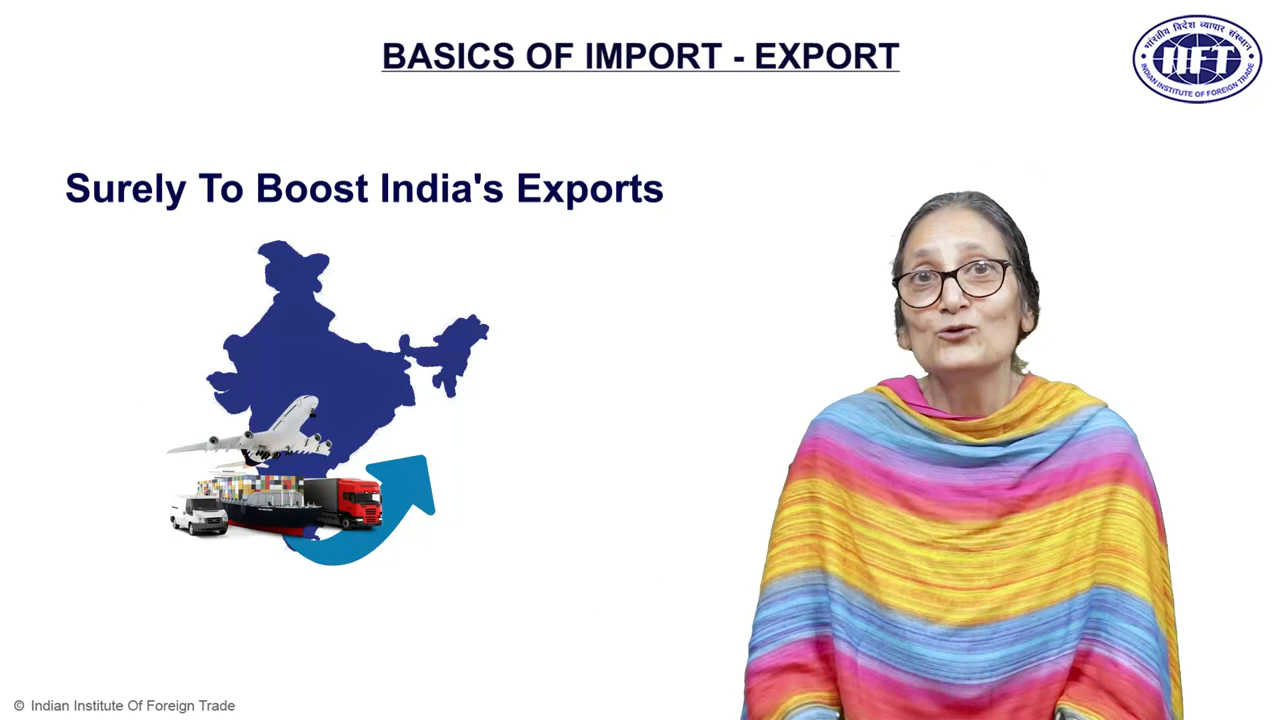 BASICS OF IMPORT - EXPORT
भारतीय विदेश व्यापार संस्थान
IIFT
INDIAN INSTITUTE OF FOREIGN TRADE
Surely To Boost India's Exports
© Indian Institute Of Foreign Trade